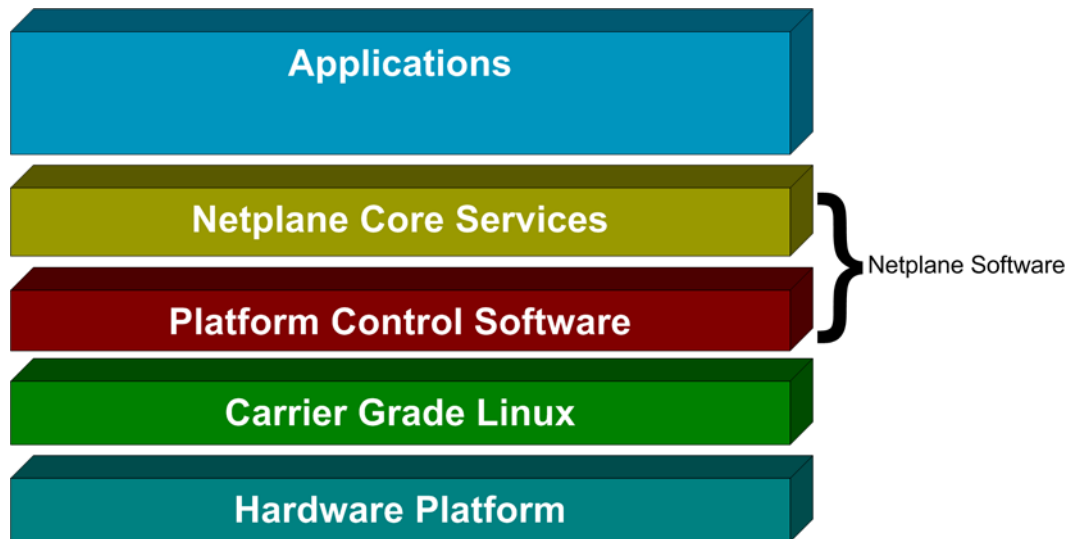 Applications
Netplane Core Services
Netplane Software
Platform Control Software
Carrier Grade Linux
Hardware Platform